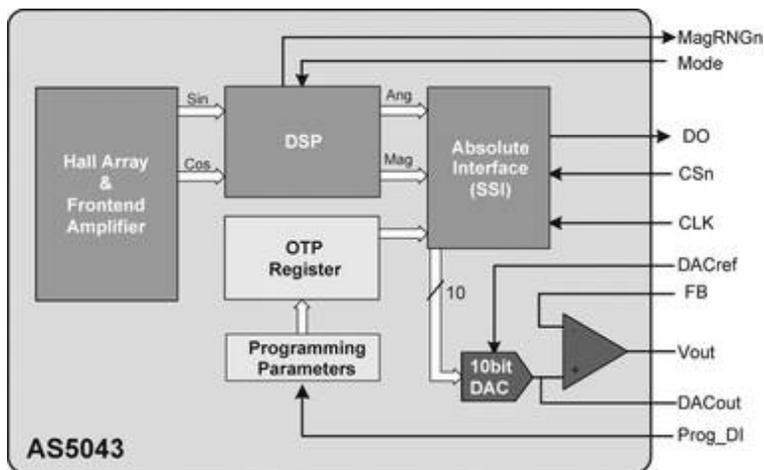 MagRNGn
Mode
Sin
Cos
Ang
Mag
Hall Array
&
Frontend
Amplifier
DSP
Absolute
Interface
(SSI)
DO
CSn
CLK
OTP
Register
DACref
10
FB
Programming
Parameters
10bit
DAC
-
+
Vout
DACout
Prog_DI
AS5043